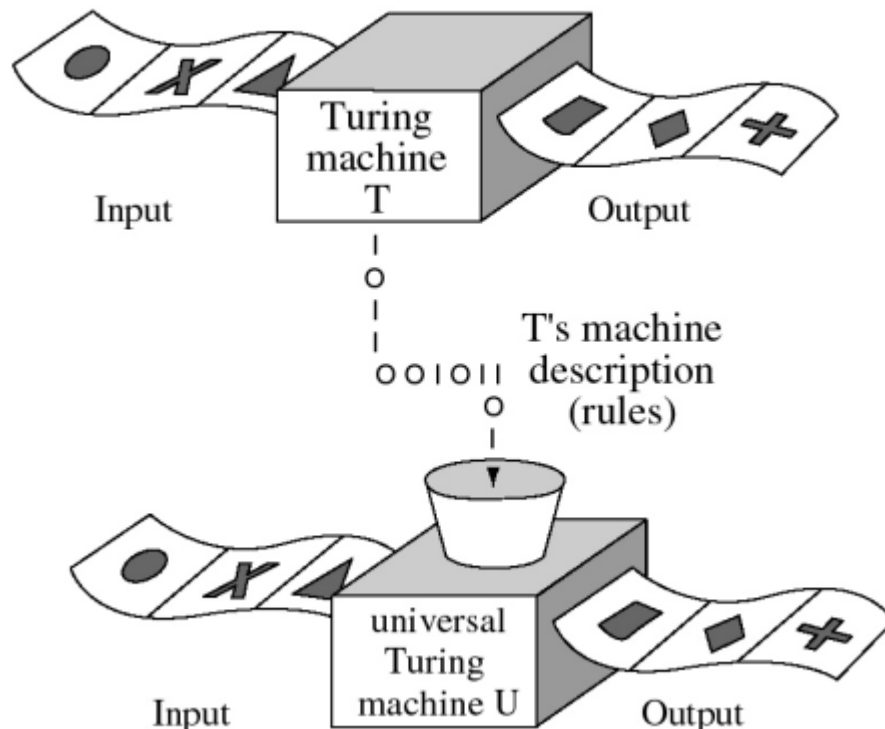 Turing
machine
T
Input
Output
I
O
I
I
T's machine
description
(rules)
O O I O I I
O
I
universal
Turing
machine U
Input
Output